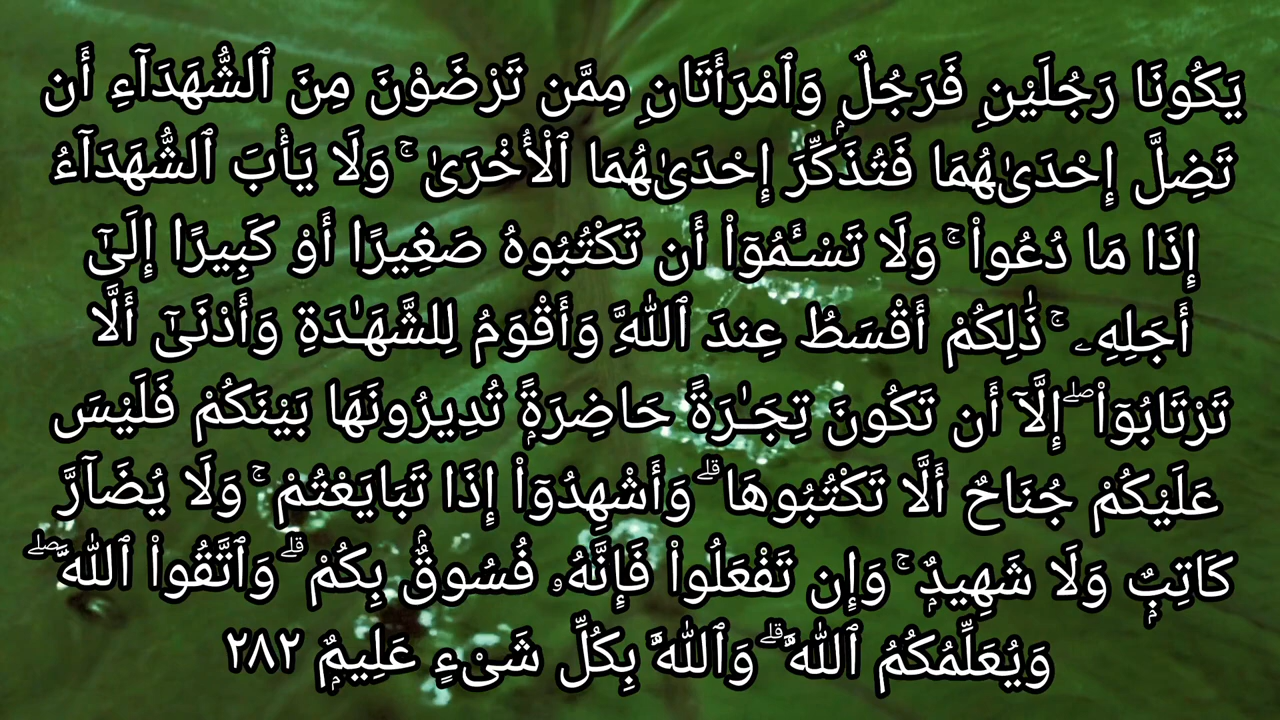 يَكُونَا رَجُلَيْنِ فَرَجُلٌۭ وَٱمْرَأَتَانِ مِمَّن تَرْضَوْنَ مِنَ ٱلشُّهَدَآءِ أَن
تَضِلَّ إِحْدَىٰهُمَا فَتُذَكِّرَ إِحْدَىٰهُمَا ٱلْأُخْرَىٰ ۚ وَلَا يَأْبَ ٱلشُّهَدَآءُ
إِذَا مَا دُعُوا۟ ۚ وَلَا تَسْـَٔمُوٓا۟ أَن تَكْتُبُوهُ صَغِيرًا أَوْ كَبِيرًا إِلَىٰٓ
أَجَلِهِۦ ۚ ذَٰلِكُمْ أَقْسَطُ عِندَ ٱللَّهِ وَأَقْوَمُ لِلشَّهَـٰدَةِ وَأَدْنَىٰٓ أَلَّا
تَرْتَابُوٓا۟ ۖ إِلَّآ أَن تَكُونَ تِجَـٰرَةً حَاضِرَةًۭ تُدِيرُونَهَا بَيْنَكُمْ فَلَيْسَ
عَلَيْكُمْ جُنَاحٌ أَلَّا تَكْتُبُوهَا ۗ وَأَشْهِدُوٓا۟ إِذَا تَبَايَعْتُمْ ۚ وَلَا يُضَآرَّ
كَاتِبٌۭ وَلَا شَهِيدٌۭ ۚ وَإِن تَفْعَلُوا۟ فَإِنَّهُۥ فُسُوقٌۢ بِكُمْ ۗ وَٱتَّقُوا۟ ٱللَّهَ ۖ
وَيُعَلِّمُكُمُ ٱللَّهُ ۗ وَٱللَّهُ بِكُلِّ شَىْءٍ عَلِيمٌۭ ٢٨٢